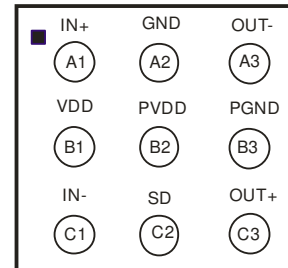 IN+ GND OUT-
A1 A2 A3
VDD PVDD PGND
B1 B2 B3
IN- SD OUT+
C1 C2 C3